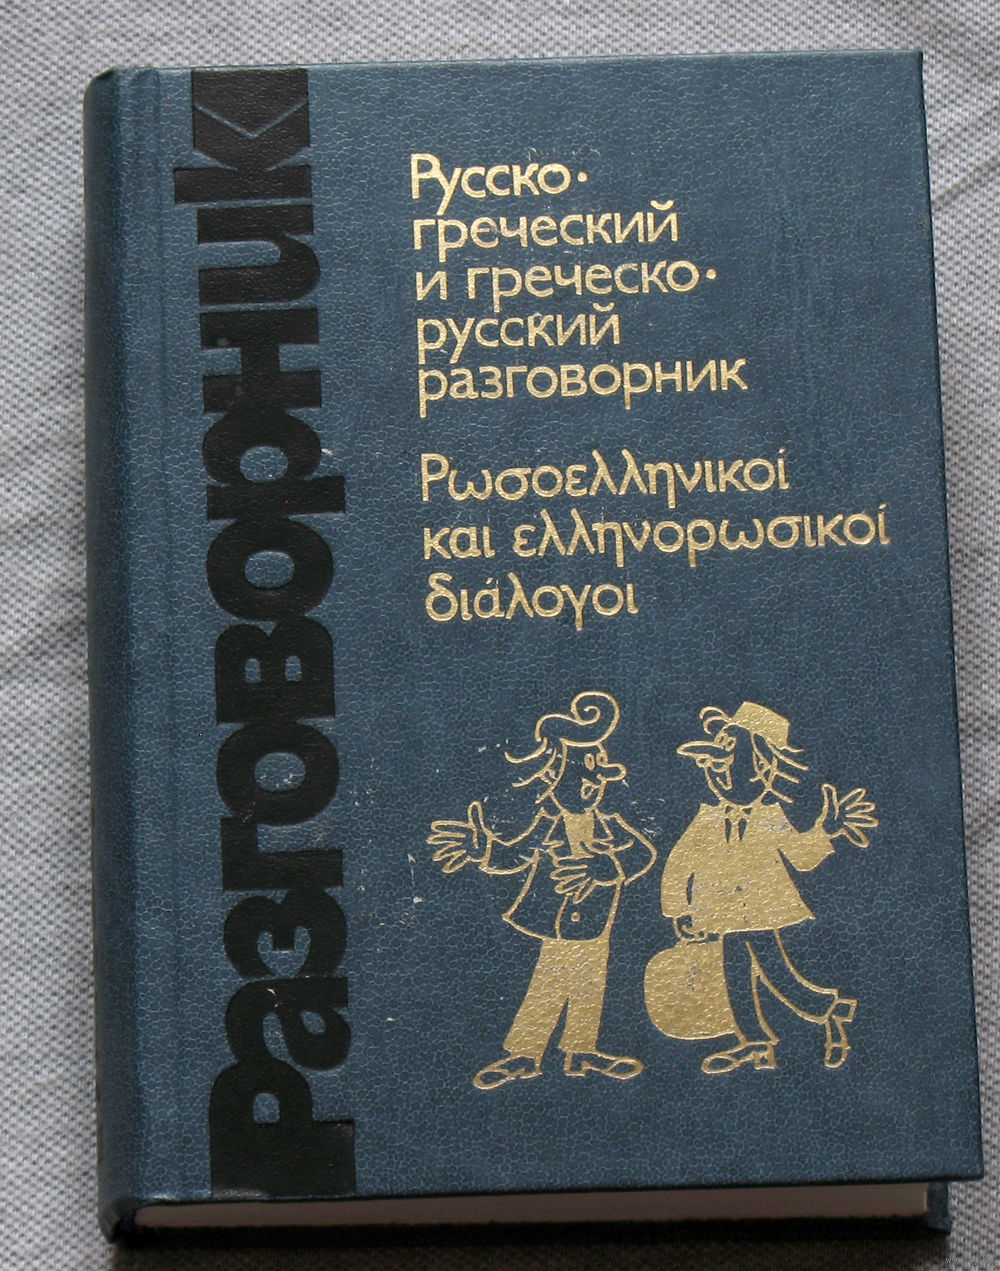 Разговорник
Русско-
греческий
и греческо-
русский
разговорник
Ρωσοελληνικοί
και ελληνορωσικοί
διάλογοι